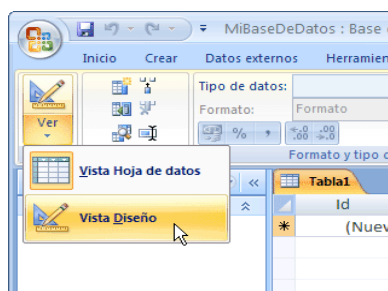 MiBaseDeDatos : Base
Inicio Crear Datos externos Herramien
Tipo de datos:
Ver
Formato: Formato
% ,00
Formato y tipo d
Vista Hoja de datos
Vista Diseño
Tabla1
Id
(Nuev